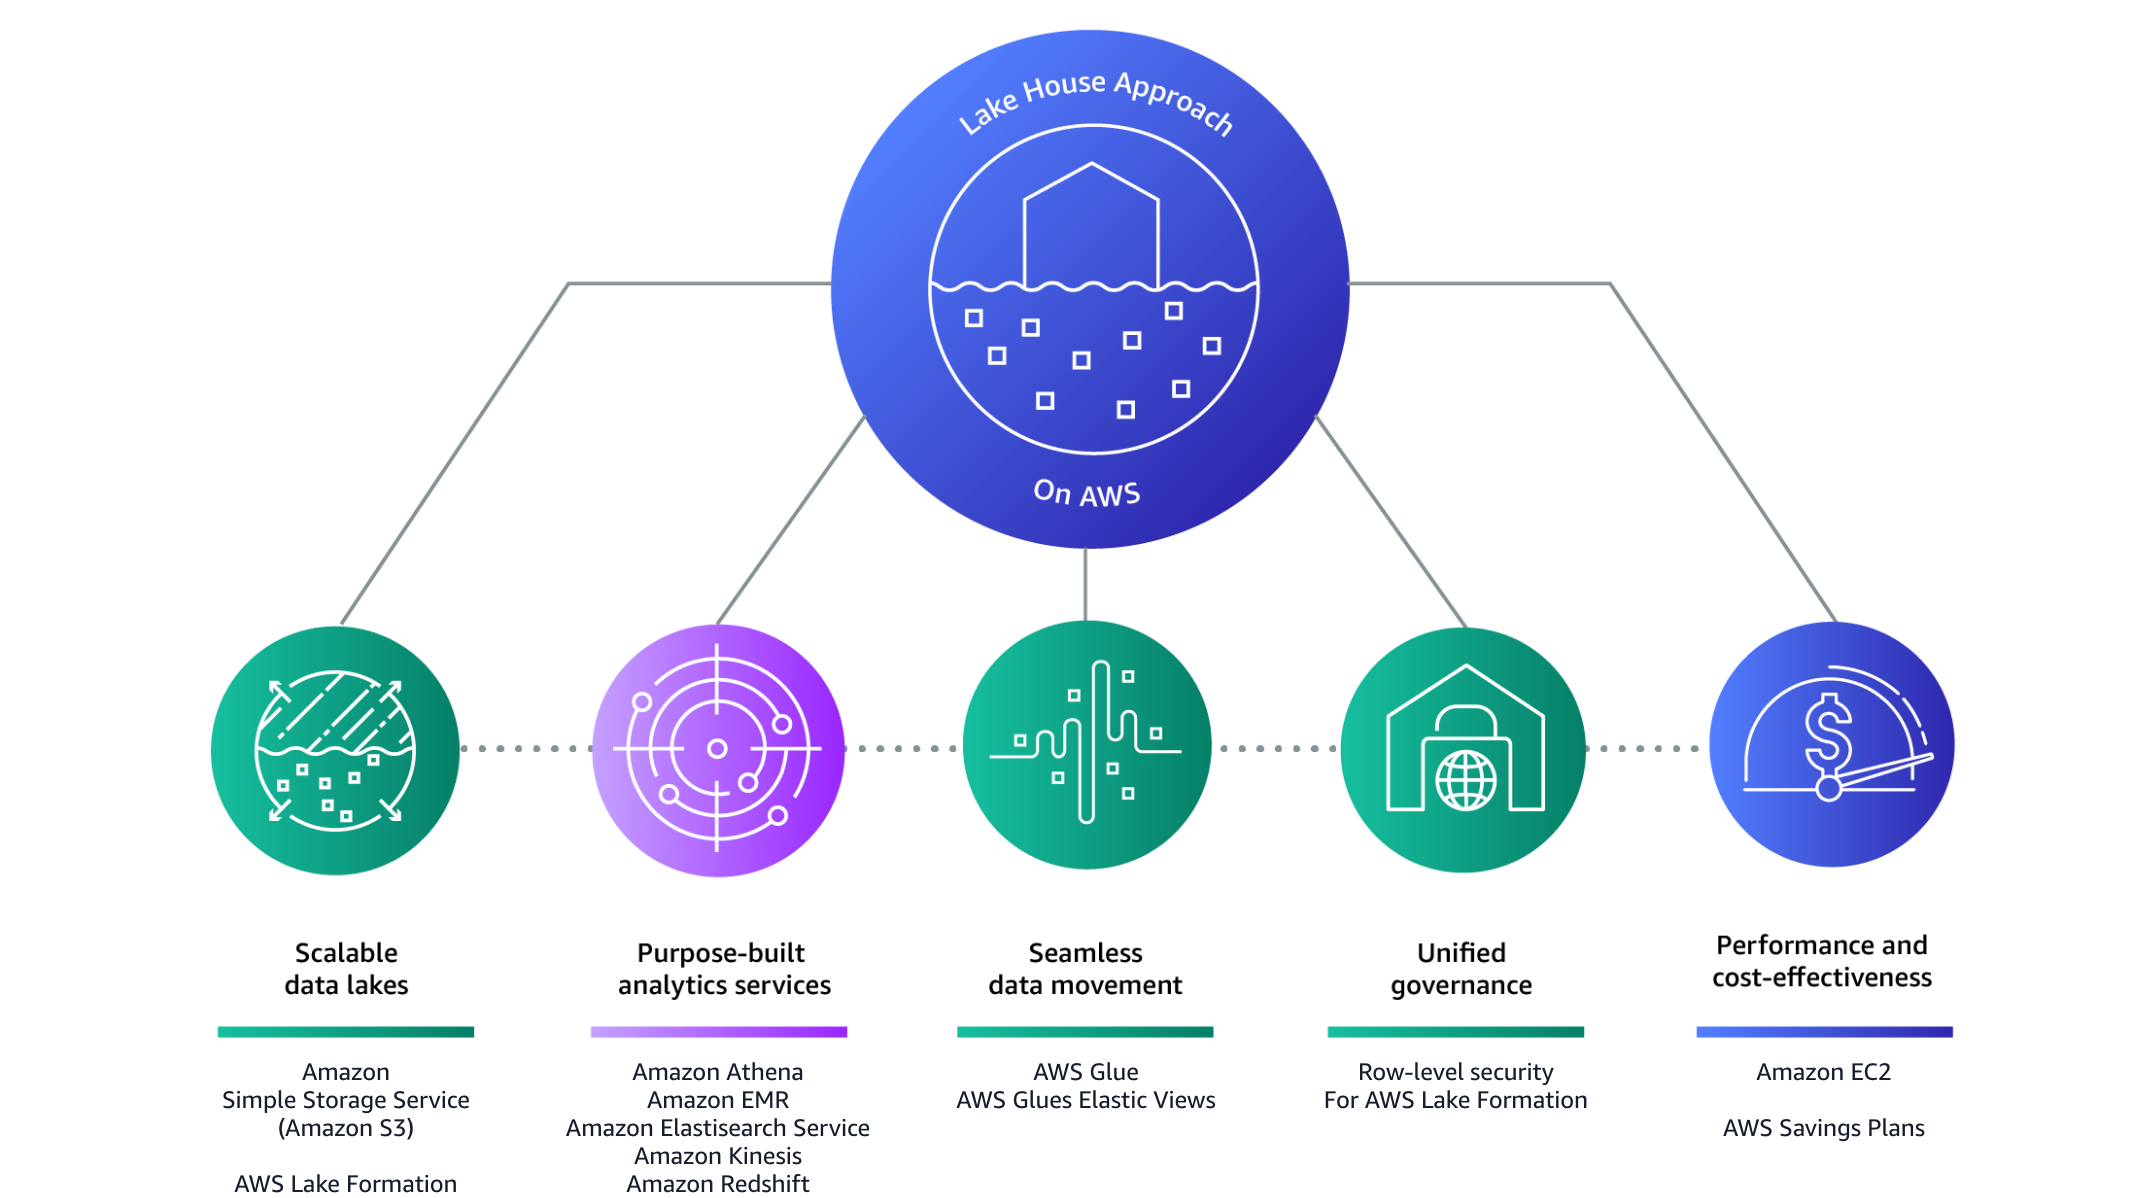 Lake House Approach
On AWS
Scalable
data lakes
Amazon
Simple Storage Service
(Amazon S3)
AWS Lake Formation
Purpose-built
analytics services
Amazon Athena
Amazon EMR
Amazon Elastisearch Service
Amazon Kinesis
Amazon Redshift
Seamless
data movement
AWS Glue
AWS Glues Elastic Views
Unified
governance
Row-level security
For AWS Lake Formation
Performance and
cost-effectiveness
Amazon EC2
AWS Savings Plans